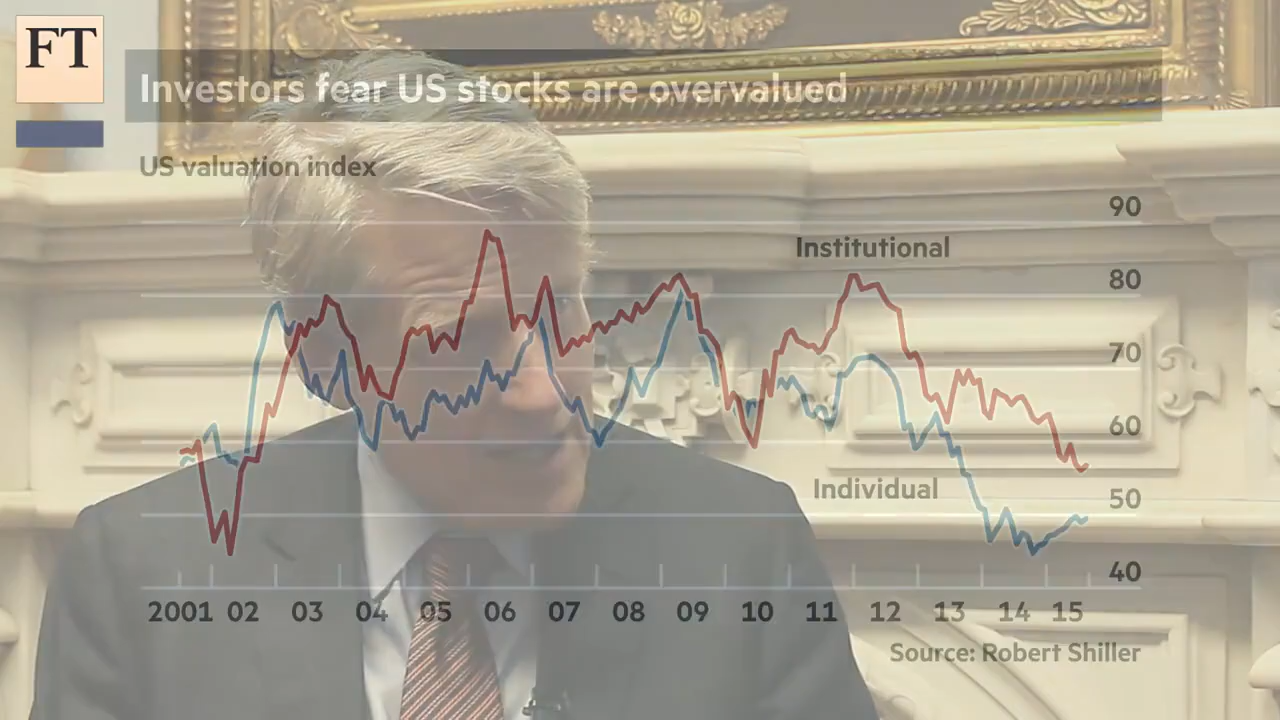 FT
Investors fear US stocks are overvalued
US valuation index
90
Institutional
80
70
60
Individual
50
40
2001 02 03 04 05 06 07 08 09 10 11 12 13 14 15
Source: Robert Shiller